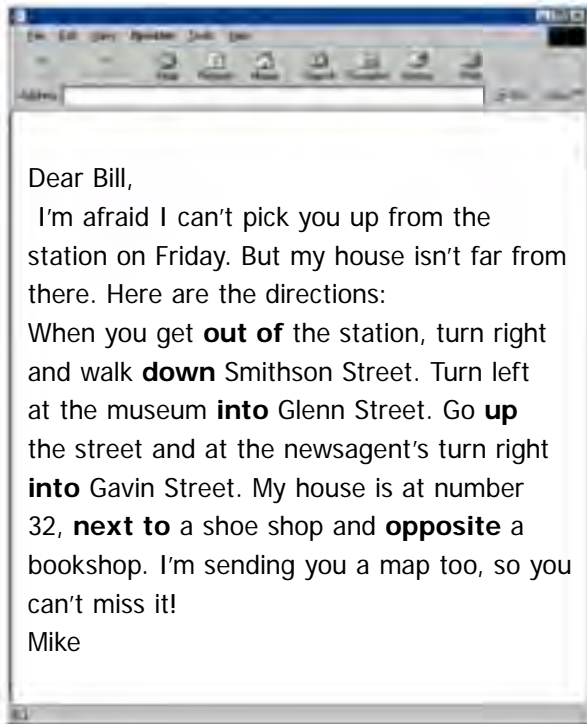 Dear Bill,
I'm afraid I can't pick you up from the
station on Friday. But my house isn't far from
there. Here are the directions:
When you get out of the station, turn right
and walk down Smithson Street. Turn left
at the museum into Glenn Street. Go up
the street and at the newsagent's turn right
into Gavin Street. My house is at number
32, next to a shoe shop and opposite a
bookshop. I'm sending you a map too, so you
can't miss it!
Mike